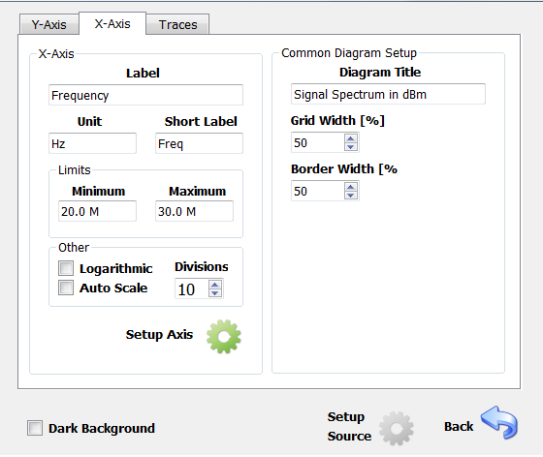 Y-Axis X-Axis Traces
X-Axis
Label
Frequency
Unit Short Label
Hz Freq
Limits
Minimum Maximum
20.0 M 30.0 M
Other
Logarithmic Divisions
Auto Scale 10
Setup Axis
Common Diagram Setup
Diagram Title
Signal Spectrum in dBm
Grid Width [%]
50
Border Width [%
50
Dark Background
Setup
Source
Back